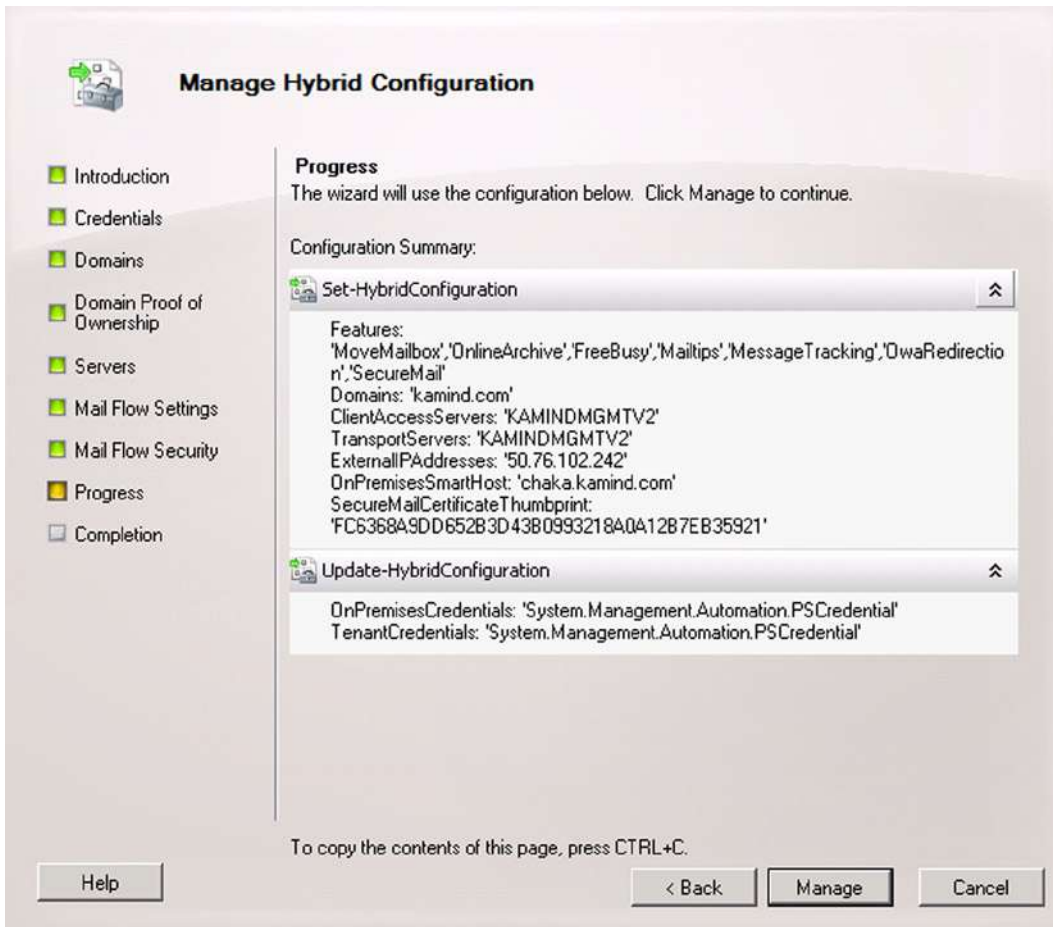 Manage Hybrid Configuration
Introduction
Credentials
Domains
Domain Proof of
Ownership
Servers
Mail Flow Settings
Mail Flow Security
Progress
Completion
Progress
The wizard will use the configuration below. Click Manage to continue.
Configuration Summary:
Set-HybridConfiguration
Features:
'MoveMailbox','OnlineArchive','FreeBusy','Mailtips','MessageTracking','OwaRedirectio
n','SecureMail'
Domains: 'kamind.com'
ClientAccessServers: 'KAMINDMGMTV2'
TransportServers: 'KAMINDMGMTV2'
ExternalIPAddresses: '50.76.102.242'
OnPremisesSmartHost: 'chaka.kamind.com'
SecureMailCertificateThumbprint:
'FC6368A9DD652B3D43B0993218A0A12B7EB35921'
Update-HybridConfiguration
OnPremisesCredentials: 'System.Management.Automation.PSCredential'
TenantCredentials: 'System.Management.Automation.PSCredential'
To copy the contents of this page, press CTRL+C.
Help
< Back
Manage
Cancel